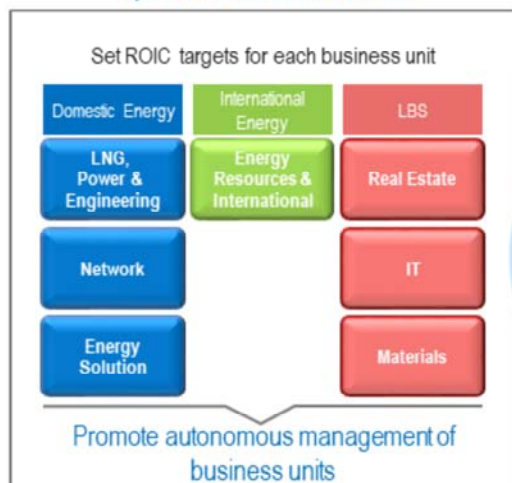 Set ROIC targets for each business unit
Domestic Energy
International
Energy
LBS
LNG,
Power &
Engineering
Energy
Resources &
International
Real Estate
Network
IT
Energy
Solution
Materials
Promote autonomous management of
business units